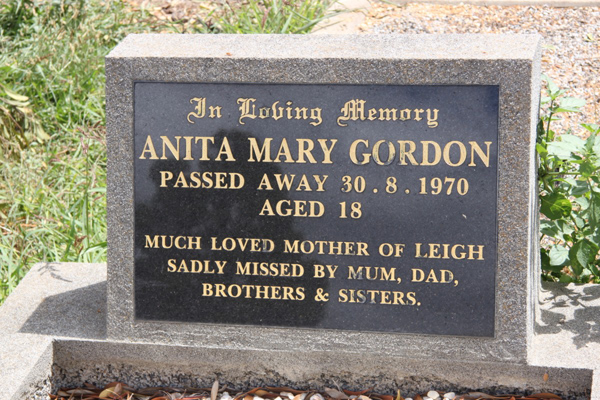 In Loving Memory
ANITA MARY GORDON
PASSED AWAY 30.8.1970
AGED 18
MUCH LOVED MOTHER OF LEIGH
SADLY MISSED BY MUM, DAD,
BROTHERS & SISTERS.